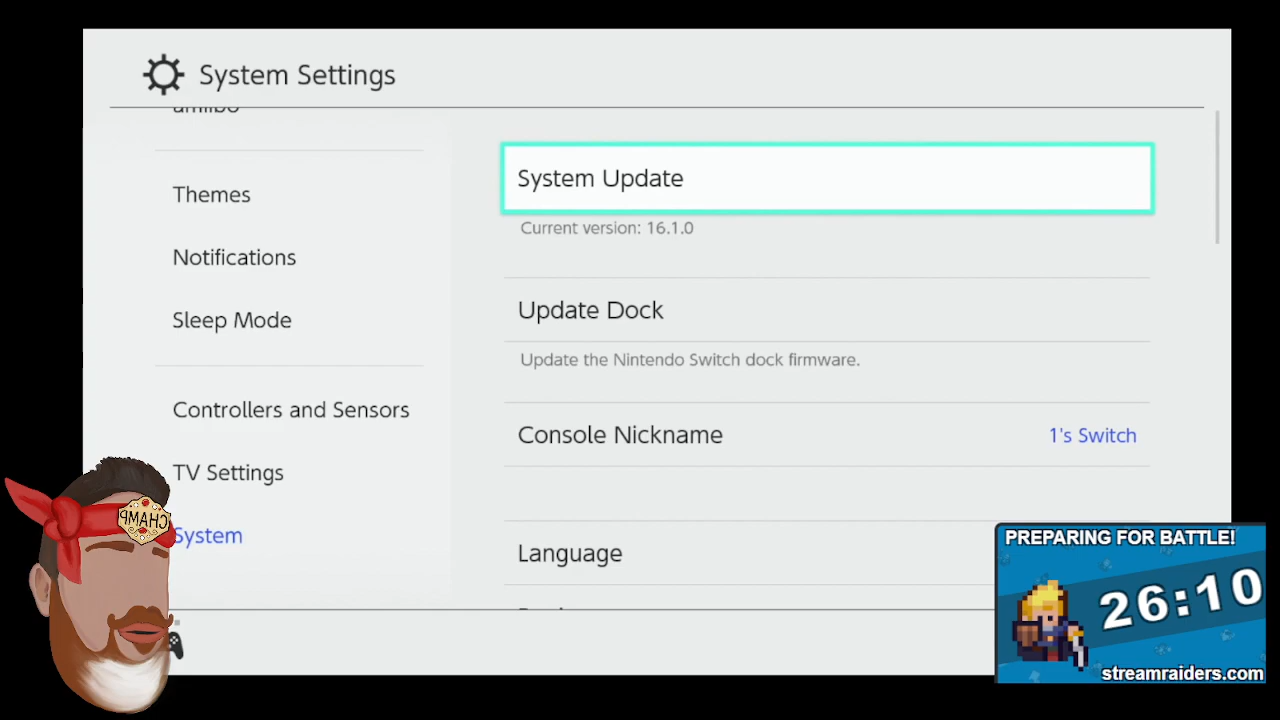 System Settings
amiibo
Themes
Notifications
Sleep Mode
Controllers and Sensors
TV Settings
System
System Update
Current version: 16.1.0
Update Dock
Update the Nintendo Switch dock firmware.
Console Nickname
1's Switch
Language
CHAMP
PREPARING FOR BATTLE!
26:10
streamraiders.com